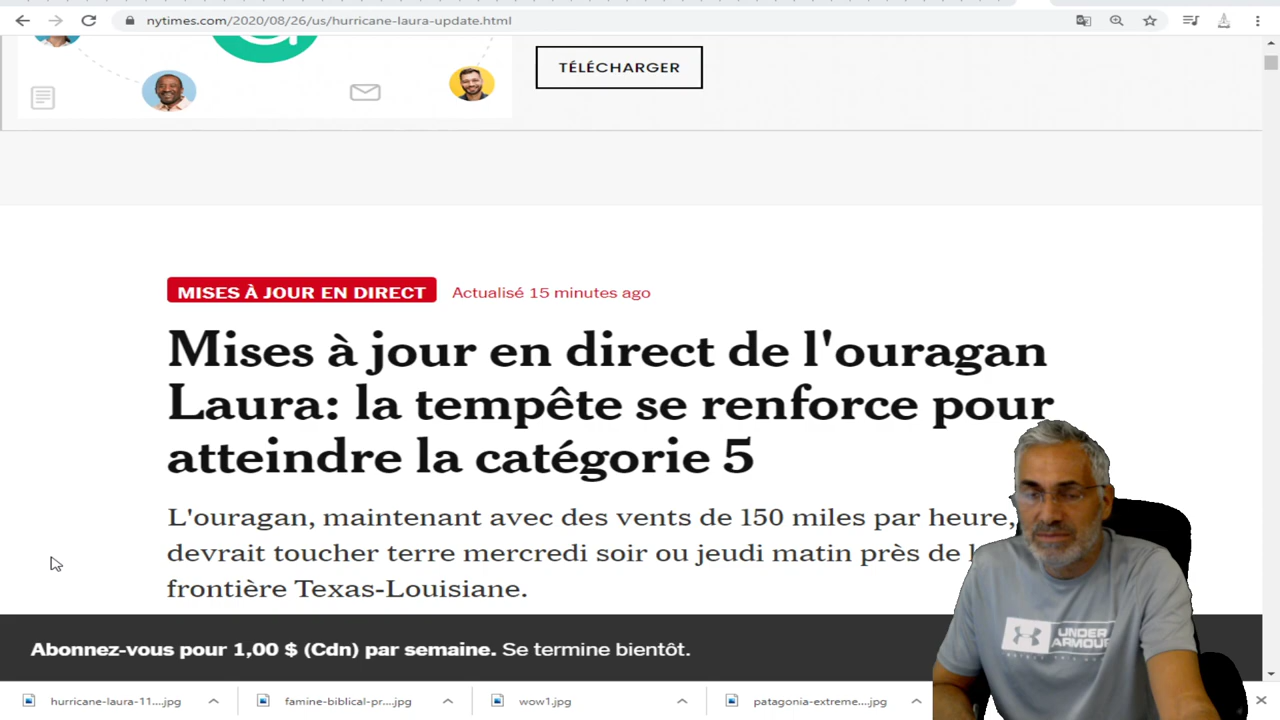 nytimes.com/2020/08/26/us/hurricane-laura-update.html
TÉLÉCHARGER
MISES À JOUR EN DIRECT Actualisé 15 minutes ago
Mises à jour en direct de l'ouragan
Laura: la tempête se renforce pour
atteindre la catégorie 5
L'ouragan, maintenant avec des vents de 150 miles par heure,
devrait toucher terre mercredi soir ou jeudi matin près de
frontière Texas-Louisiane.
UNDER
ARMOUR
Abonnez-vous pour 1,00 $ (Cdn) par semaine. Se termine bientôt.
hurricane-laura-11....jpg famine-biblical-pr....jpg wow1.jpg patagonia-extreme....jpg